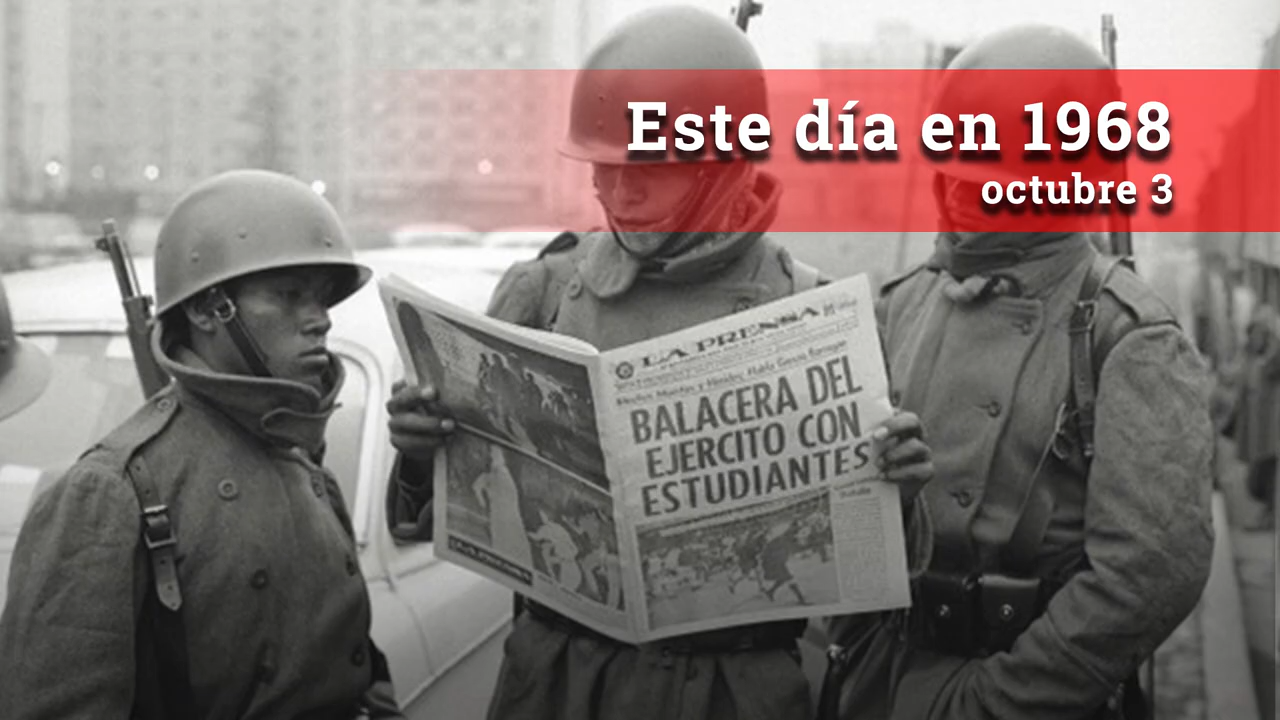 Este día en 1968
octubre 3
LA PRENSA
BALACERA DEL
EJERCITO CON
ESTUDIANTES